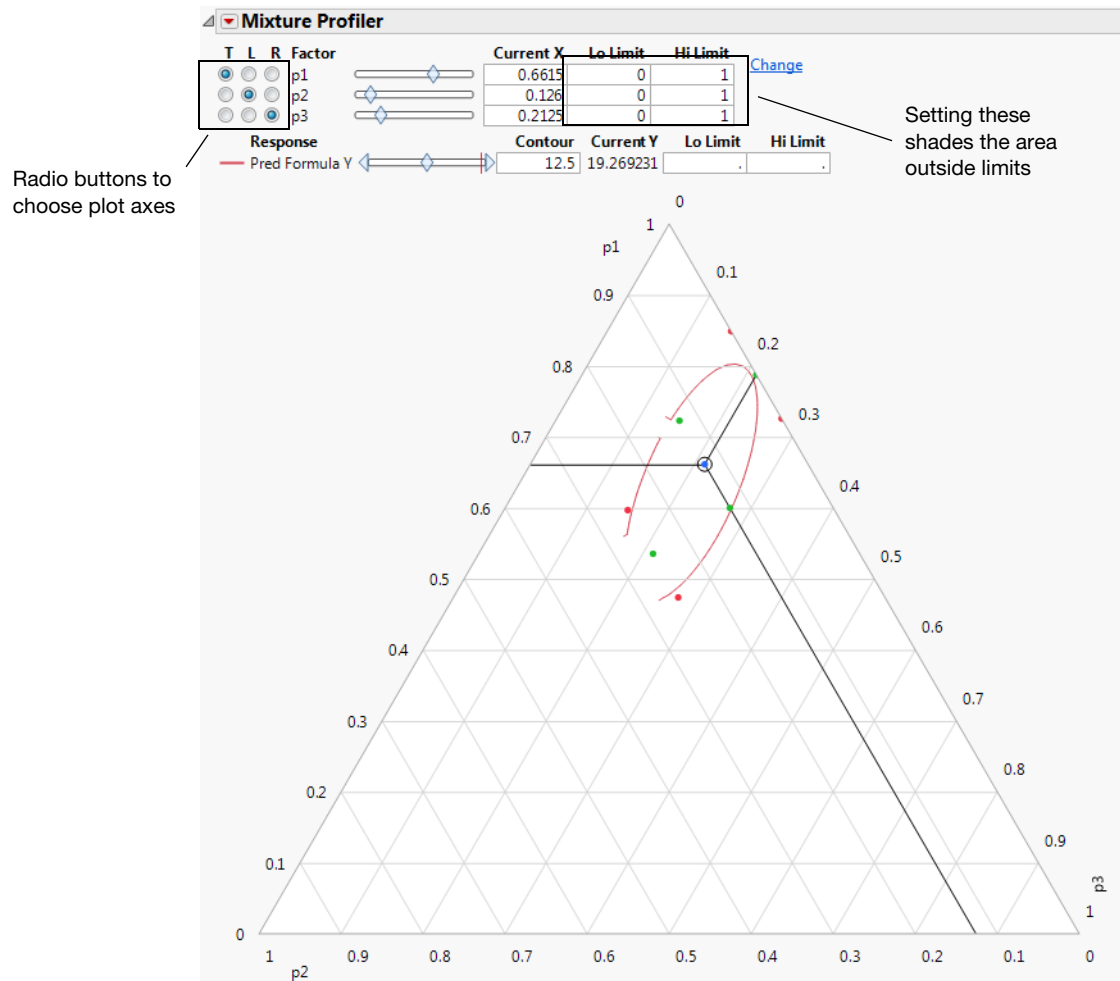 Mixture Profiler
T L R Factor Current X Lo Limit Hi Limit
p1 0.6615 0 1 Change
p2 0.126 0 1
p3 0.2125 0 1
Response Contour Current Y Lo Limit Hi Limit
Pred Formula Y 12.5 19.269231 . .
Radio buttons to
choose plot axes
Setting these
shades the area
outside limits
0
1
p1
0.1
0.9
0.2
0.8
0.3
0.7
0.4
0.6
0.5
0.5
0.6
0.4
0.7
0.3
0.8
0.2
0.9
0.1
p3
1
0
1 0.9 0.8 0.7 0.6 0.5 0.4 0.3 0.2 0.1 0
p2